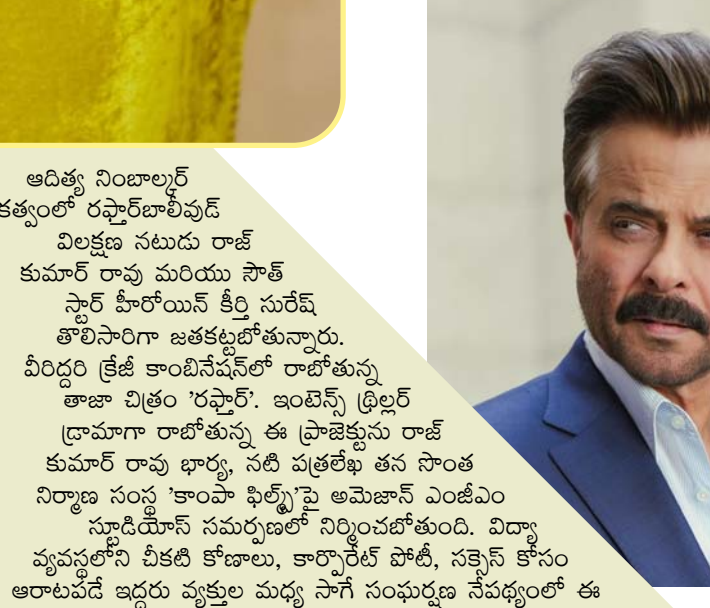 ఆదిత్య నింబాల్కర్
కత్వంలో రఫ్తార్‌బాలీవుడ్
విలక్షణ నటుడు రాజ్
కుమార్ రావు మరియు సౌత్
స్టార్ హీరోయిన్ కీర్తి సురేష్
తొలిసారిగా జతకట్టబోతున్నారు.
వీరిద్దరి క్రేజీ కాంబినేషన్‌లో రాబోతున్న
తాజా చిత్రం 'రఫ్తార్'. ఇంటెన్స్ థ్రిల్లర్
డ్రామాగా రాబోతున్న ఈ ప్రాజెక్టును రాజ్
కుమార్ రావు భార్య, నటి పత్రలేఖ తన సొంత
నిర్మాణ సంస్థ 'కాంపా ఫిల్మ్స్'పై అమెజాన్ ఎంజీఎం
స్టూడియోస్ సమర్పణలో నిర్మించబోతుంది. విద్యా
వ్యవస్థలోని చీకటి కోణాలు, కార్పొరేట్ పోటీ, సక్సెస్ కోసం
ఆరాటపడే ఇద్దరు వ్యక్తుల మధ్య సాగే సంఘర్షణ నేపథ్యంలో ఈ